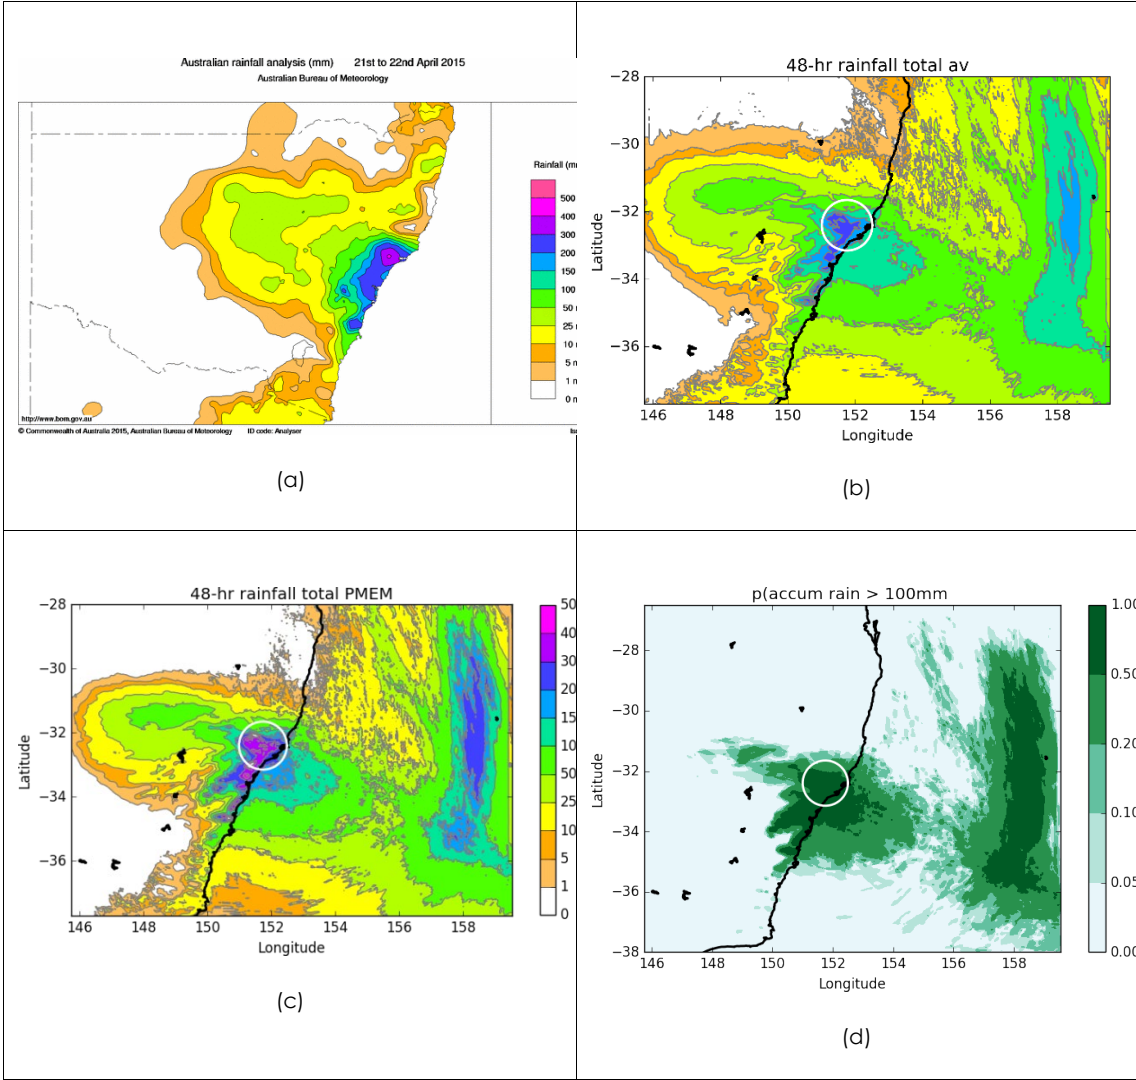 Australian rainfall analysis (mm) 21st to 22nd April 2015
Australian Bureau of Meteorology
Rainfall (m
500
400
300
200
150
100
50 m
25 m
10 m
5 m
1 m
0 m
http://www.bom.gov.au
© Commonwealth of Australia 2015, Australian Bureau of Meteorology ID code: Analyser
(a)
48-hr rainfall total av
−28
−30
−32
−34
−36
Latitude
146 148 150 152 154 156 158
Longitude
(b)
48-hr rainfall total PMEM
−28
−30
−32
−34
−36
Latitude
146 148 150 152 154 156 158
Longitude
50
40
30
20
15
10
50
25
10
5
1
0
(c)
p(accum rain > 100mm
−28
−30
−32
−34
−36
−38
Latitude
146 148 150 152 154 156 158
Longitude
1.00
0.50
0.20
0.10
0.05
0.00
(d)